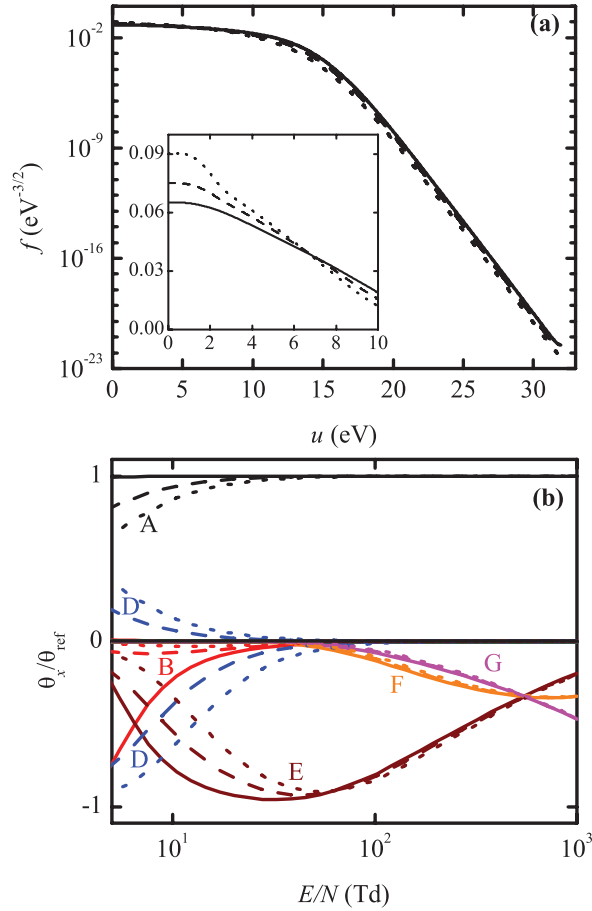 (a)
10^-2
10^-9
10^-16
10^-23
f (eV^-3/2)
0.09
0.06
0.03
0.00
0 2 4 6 8 10
0 5 10 15 20 25 30
u (eV)
(b)
1
0
-1
θ_x/θ_ref
A
D
B
D
E
F
G
10^1 10^2 10^3
E/N (Td)